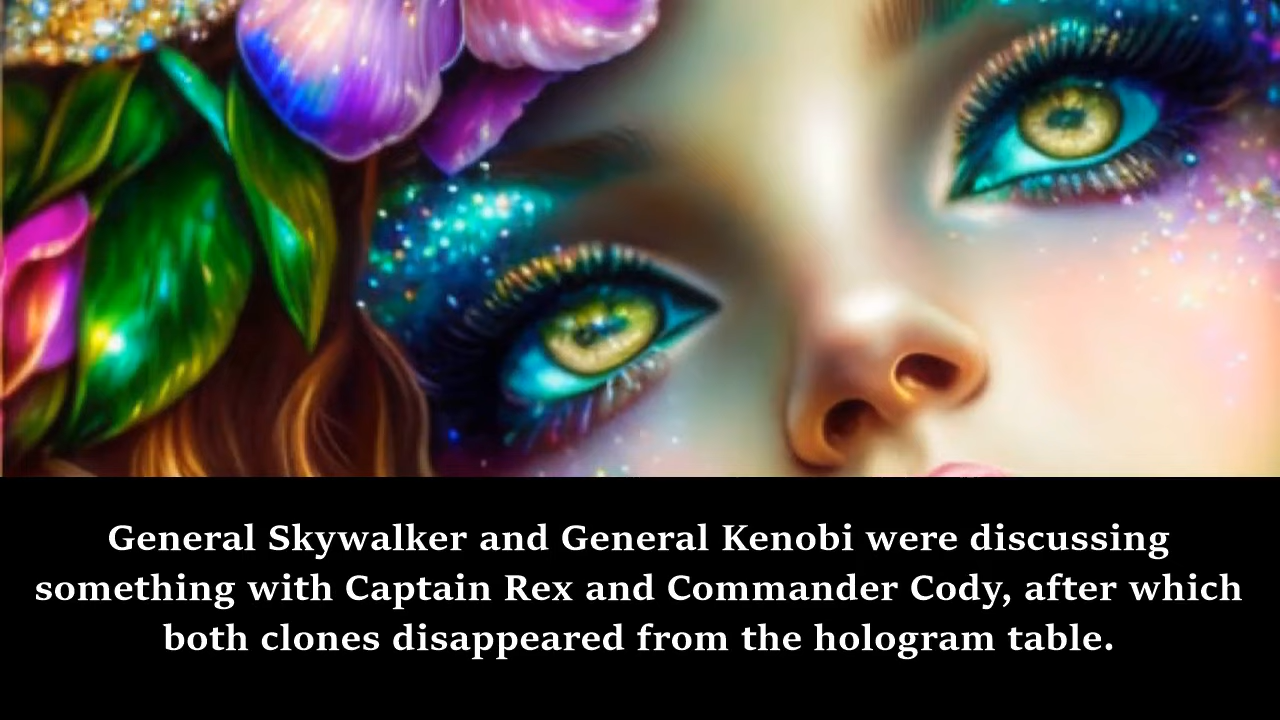 General Skywalker and General Kenobi were discussing
something with Captain Rex and Commander Cody, after which
both clones disappeared from the hologram table.